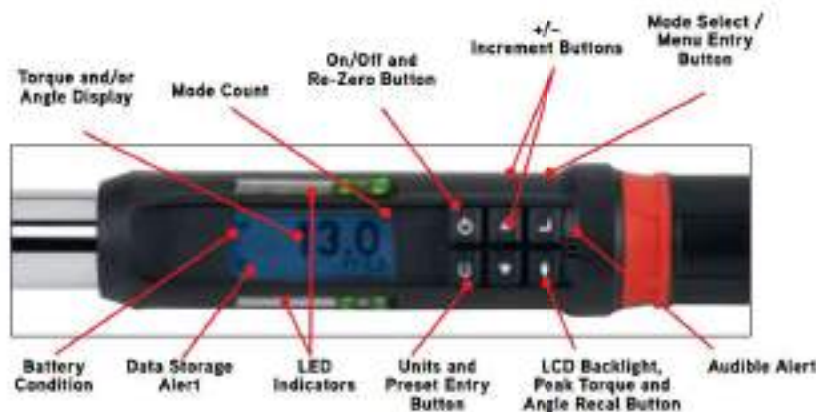 +/-
Increment Buttons
Mode Select /
Menu Entry
Button
On/Off and
Re-Zero Button
Torque and/or
Angle Display
Mode Count
13.0
U
Battery
Condition
Data Storage
Alert
LED
Indicators
Units and
Preset Entry
Button
LCD Backlight,
Peak Torque and
Angle Recal Button
Audible Alert